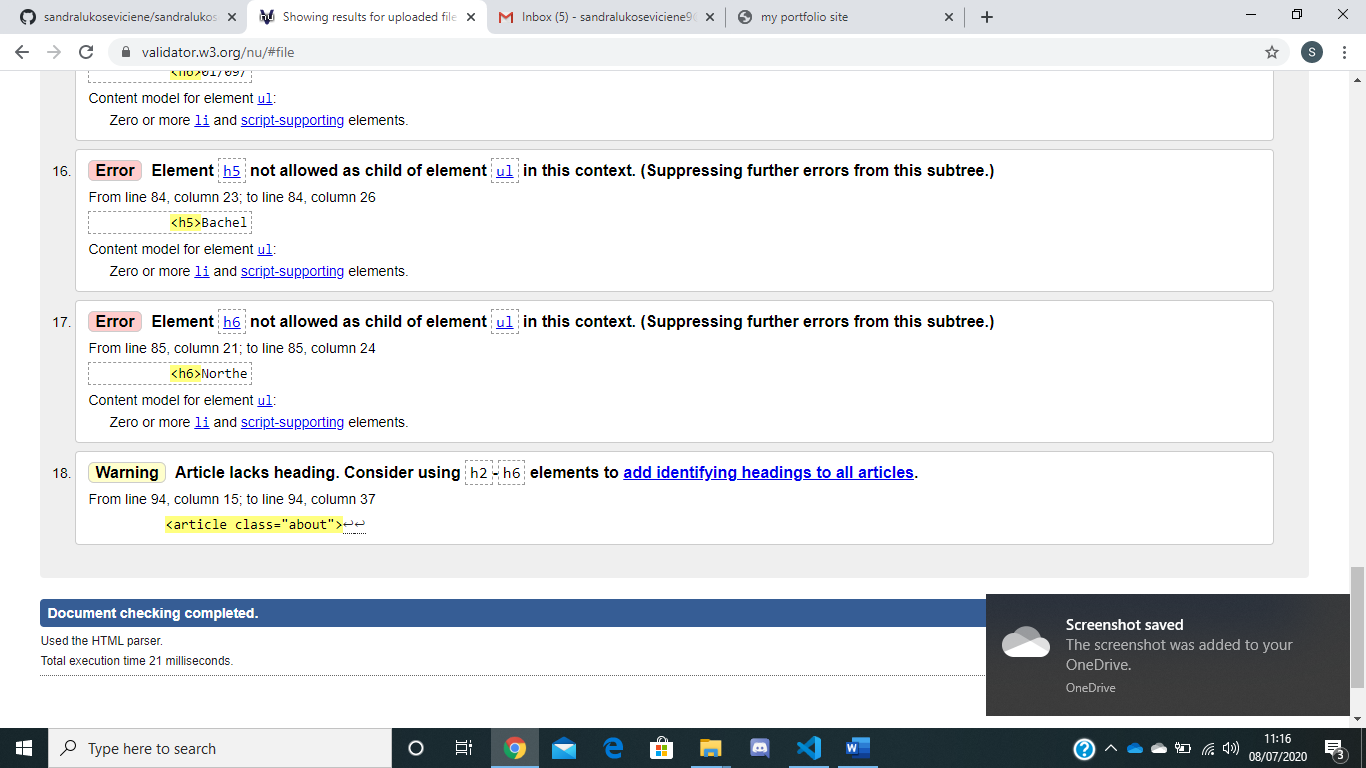 sandralukoseviciene/sandralukos
Showing results for uploaded file
Inbox (5) - sandralukoseviciene90
my portfolio site
validator.w3.org/nu/#file
S
<h6>01/09/
Content model for element ul:
Zero or more li and script-supporting elements.
16. Error Element h5 not allowed as child of element ul in this context. (Suppressing further errors from this subtree.)
From line 84, column 23; to line 84, column 26
<h5>Bachel
Content model for element ul:
Zero or more li and script-supporting elements.
17. Error Element h6 not allowed as child of element ul in this context. (Suppressing further errors from this subtree.)
From line 85, column 21; to line 85, column 24
<h6>Northe
Content model for element ul:
Zero or more li and script-supporting elements.
18. Warning Article lacks heading. Consider using h2-h6 elements to add identifying headings to all articles.
From line 94, column 15; to line 94, column 37
<article class="about">↩↩
Document checking completed.
Used the HTML parser.
Total execution time 21 milliseconds.
Screenshot saved
The screenshot was added to your
OneDrive.
OneDrive
Type here to search
11:16
08/07/2020
3